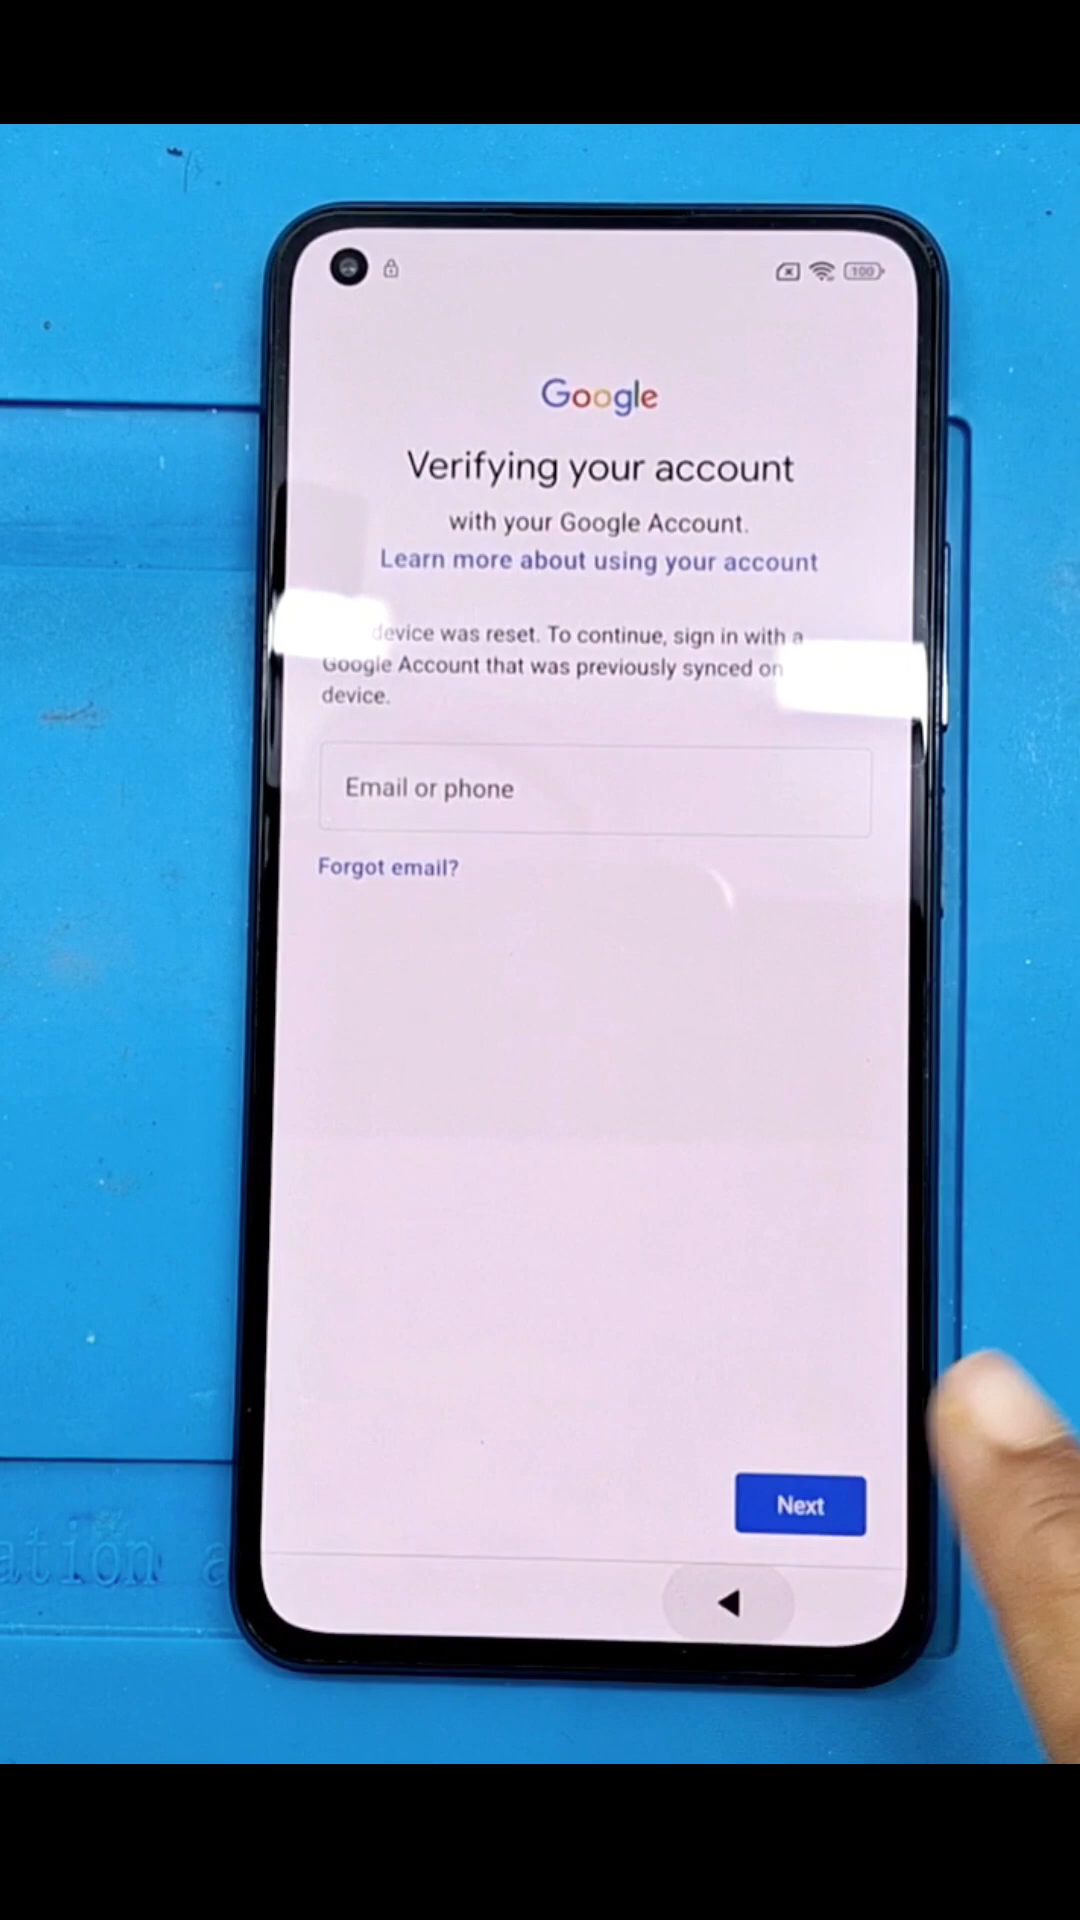 100
Google
Verifying your account
with your Google Account.
Learn more about using your account
device was reset. To continue, sign in with a
Google Account that was previously synced on
device.
Email or phone
Forgot email?
Next